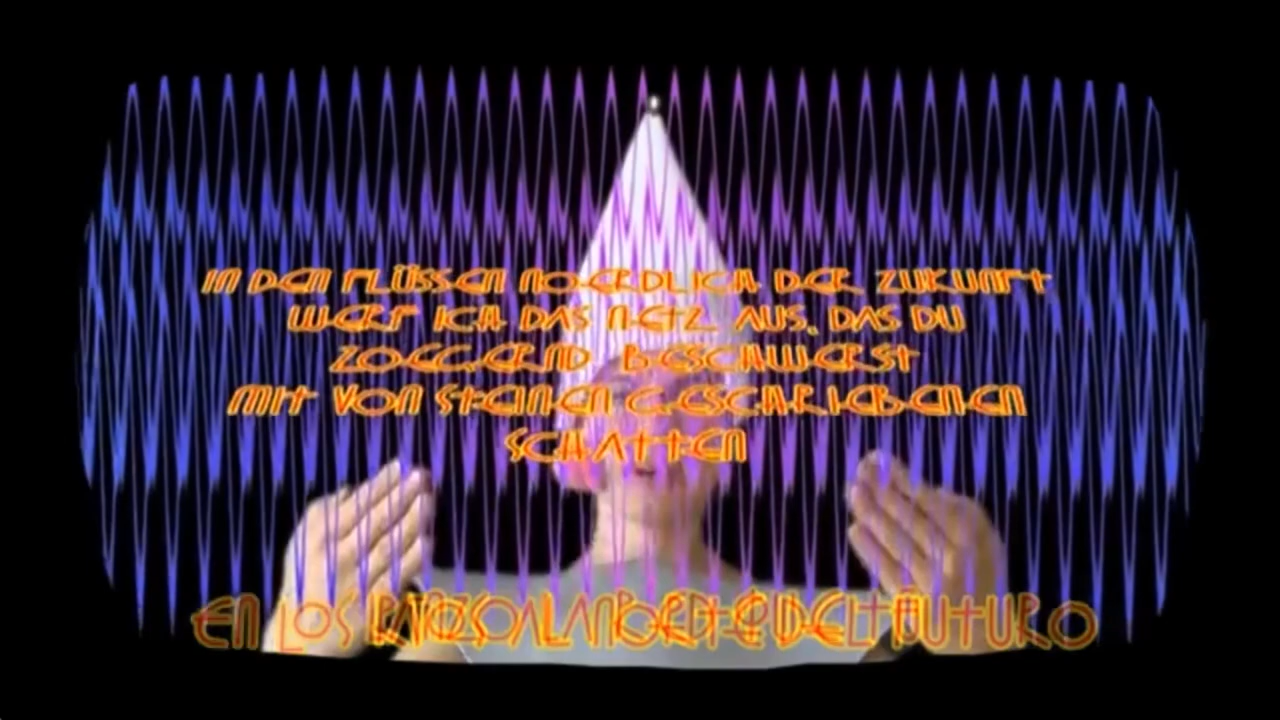 IN DEN FLÜSSEN NOERDLICH DER ZUKUNFT
WERF ICH DAS NETZ AUS, DAS DU
ZOEGERND BESCHWERST
MIT VON STEINEN GESCHRIEBENEN
SCHATTEN
EN LOS RIOS AL NORTE DEL FUTURO